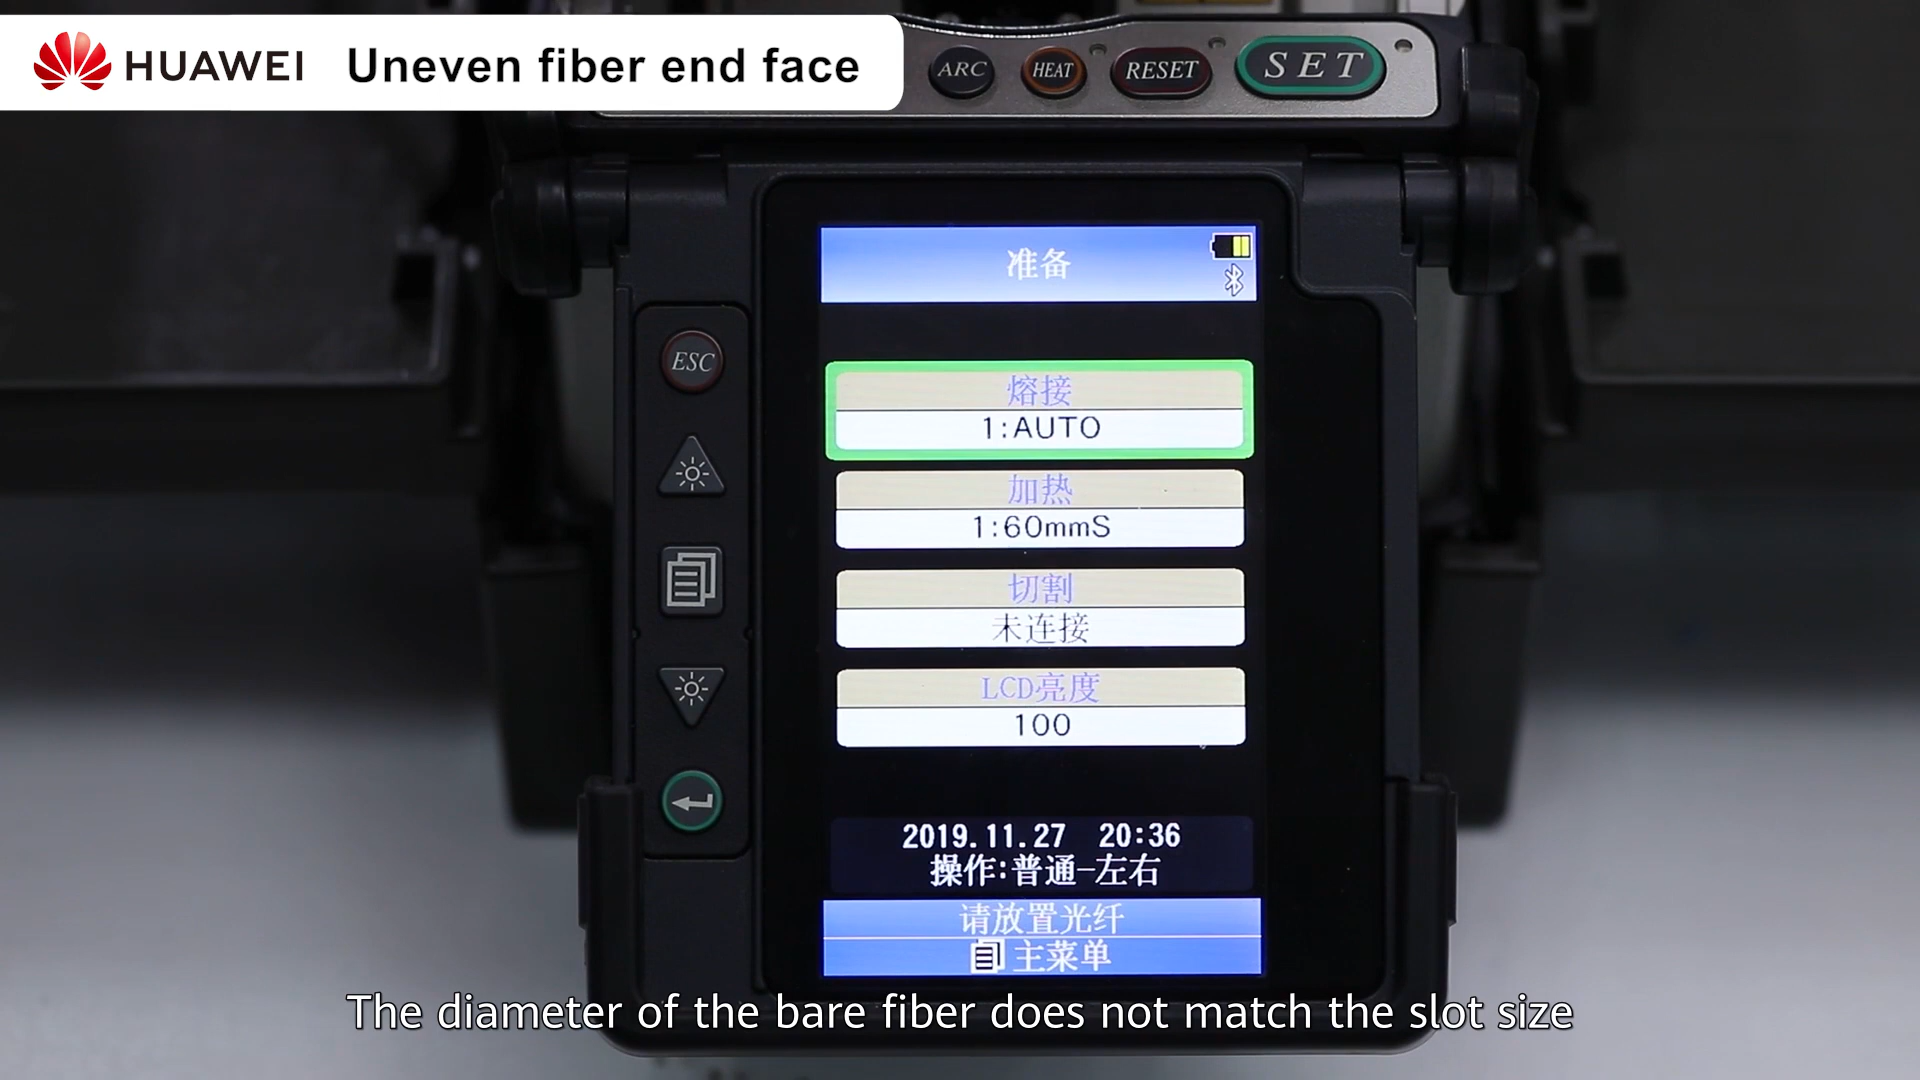 HUAWEI Uneven fiber end face
ARC HEAT RESET SET
准备
ESC
熔接
1:AUTO
加热
1:60mmS
切割
未连接
LCD亮度
100
2019.11.27 20:36
操作:普通-左右
请放置光纤
主菜单
The diameter of the bare fiber does not match the slot size